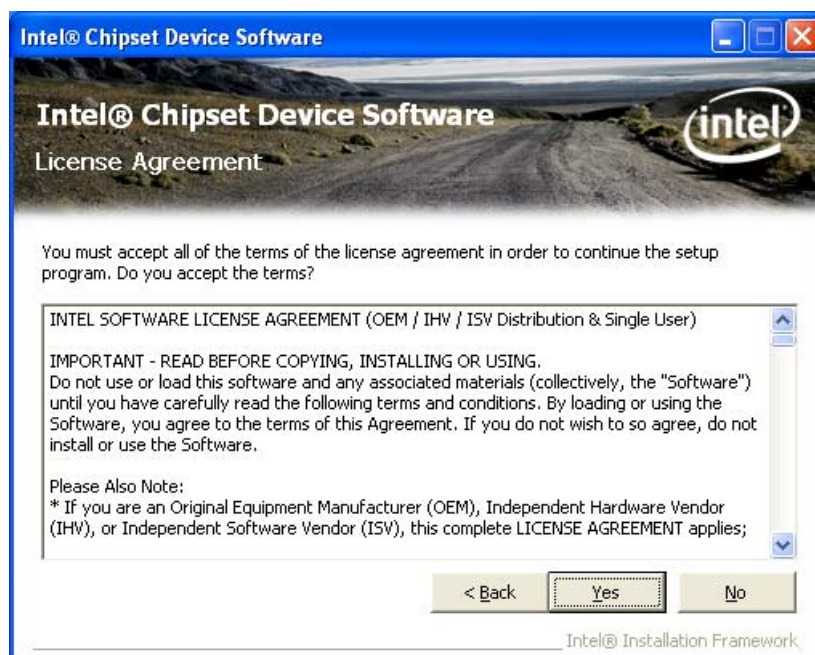 Intel® Chipset Device Software
Intel® Chipset Device Software
intel
License Agreement
You must accept all of the terms of the license agreement in order to continue the setup
program. Do you accept the terms?
INTEL SOFTWARE LICENSE AGREEMENT (OEM / IHV / ISV Distribution & Single User)
IMPORTANT - READ BEFORE COPYING, INSTALLING OR USING.
Do not use or load this software and any associated materials (collectively, the "Software")
until you have carefully read the following terms and conditions. By loading or using the
Software, you agree to the terms of this Agreement. If you do not wish to so agree, do not
install or use the Software.
Please Also Note:
* If you are an Original Equipment Manufacturer (OEM), Independent Hardware Vendor
(IHV), or Independent Software Vendor (ISV), this complete LICENSE AGREEMENT applies;
< Back Yes No
Intel® Installation Framework